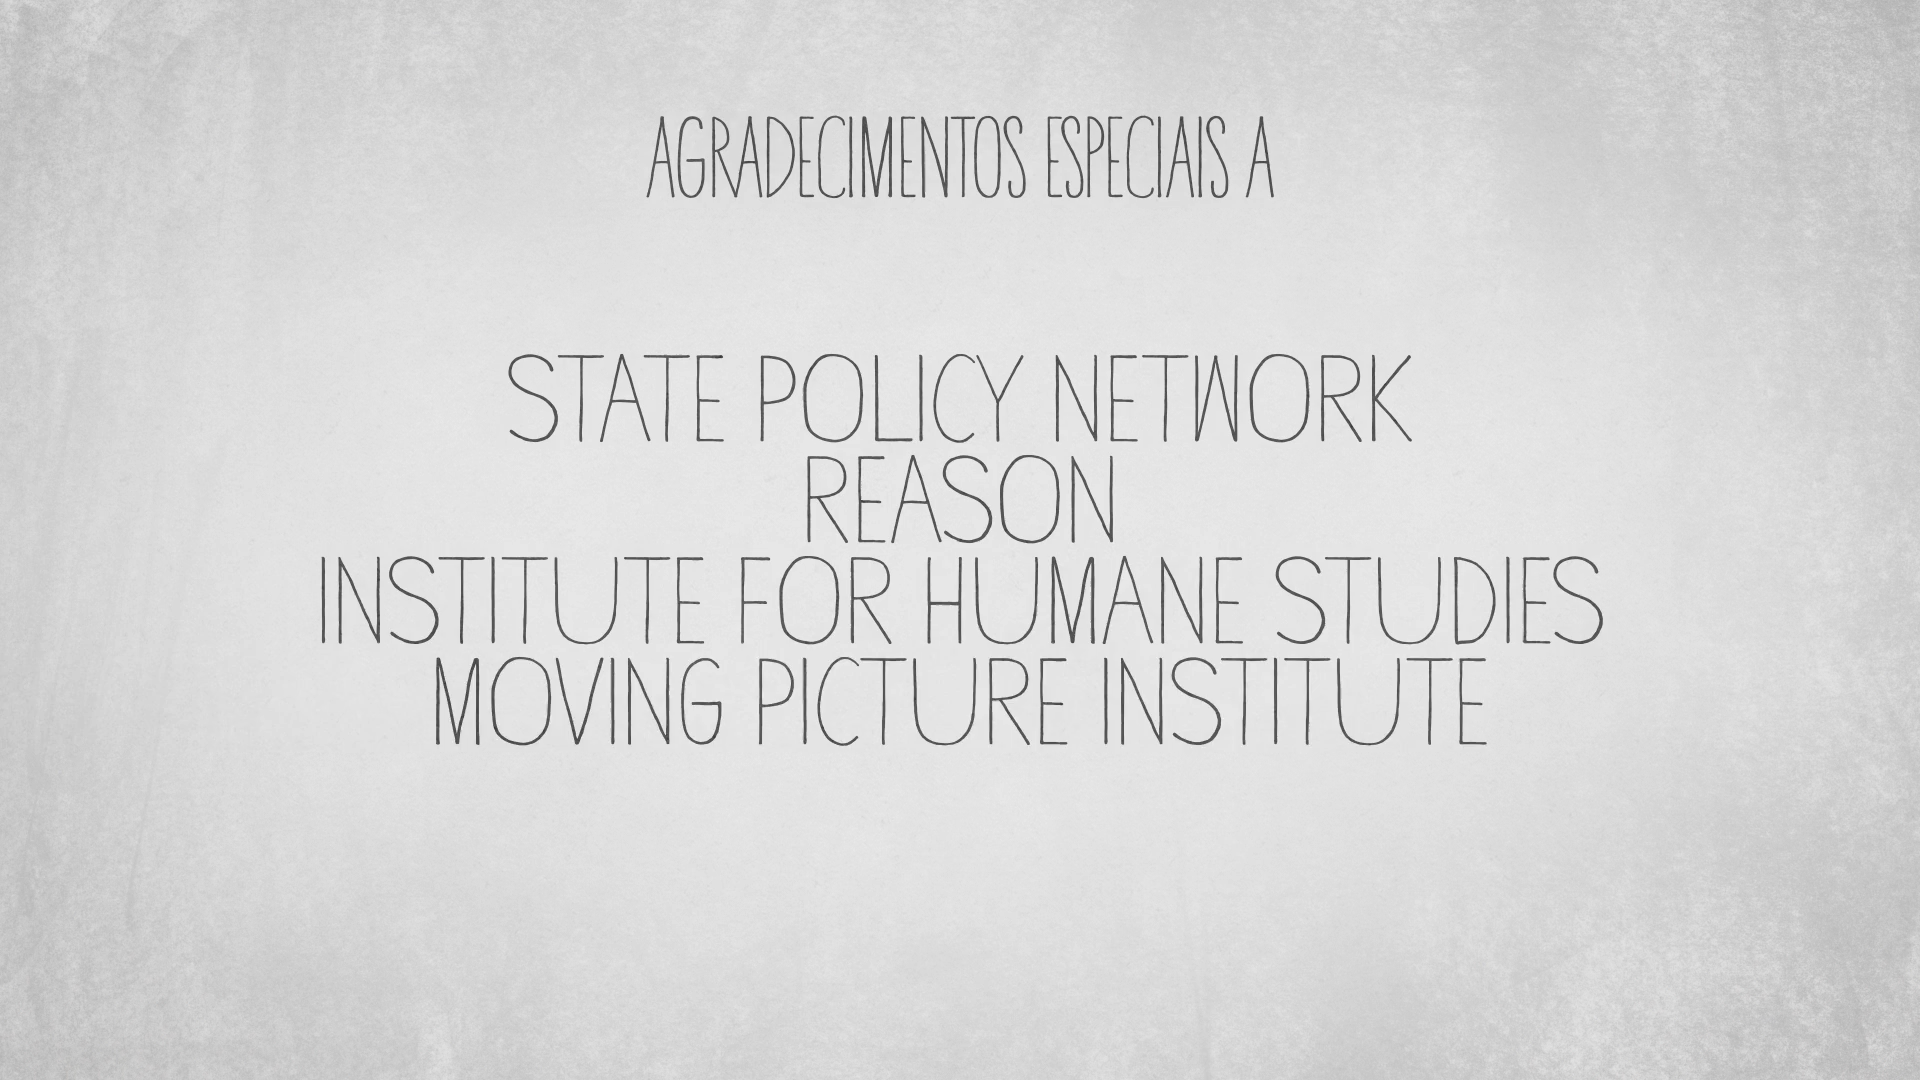 AGRADECIMENTOS ESPECIAIS A
STATE POLICY NETWORK
REASON
INSTITUTE FOR HUMANE STUDIES
MOVING PICTURE INSTITUTE